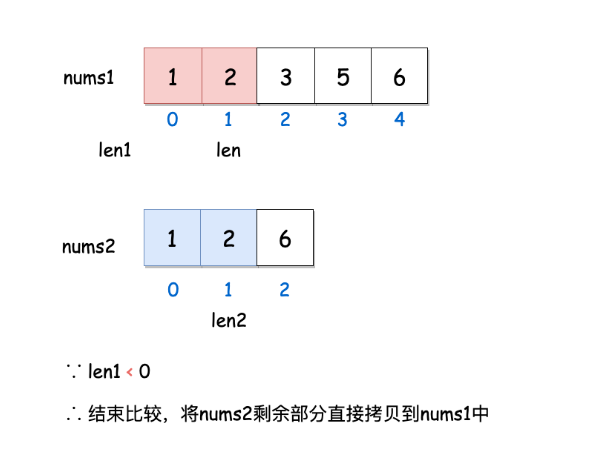 nums1 1 2 3 5 6
0 1 2 3 4
len1 len
nums2 1 2 6
0 1 2
len2
∵ len1 < 0
∴ 结束比较，将nums2剩余部分直接拷贝到nums1中